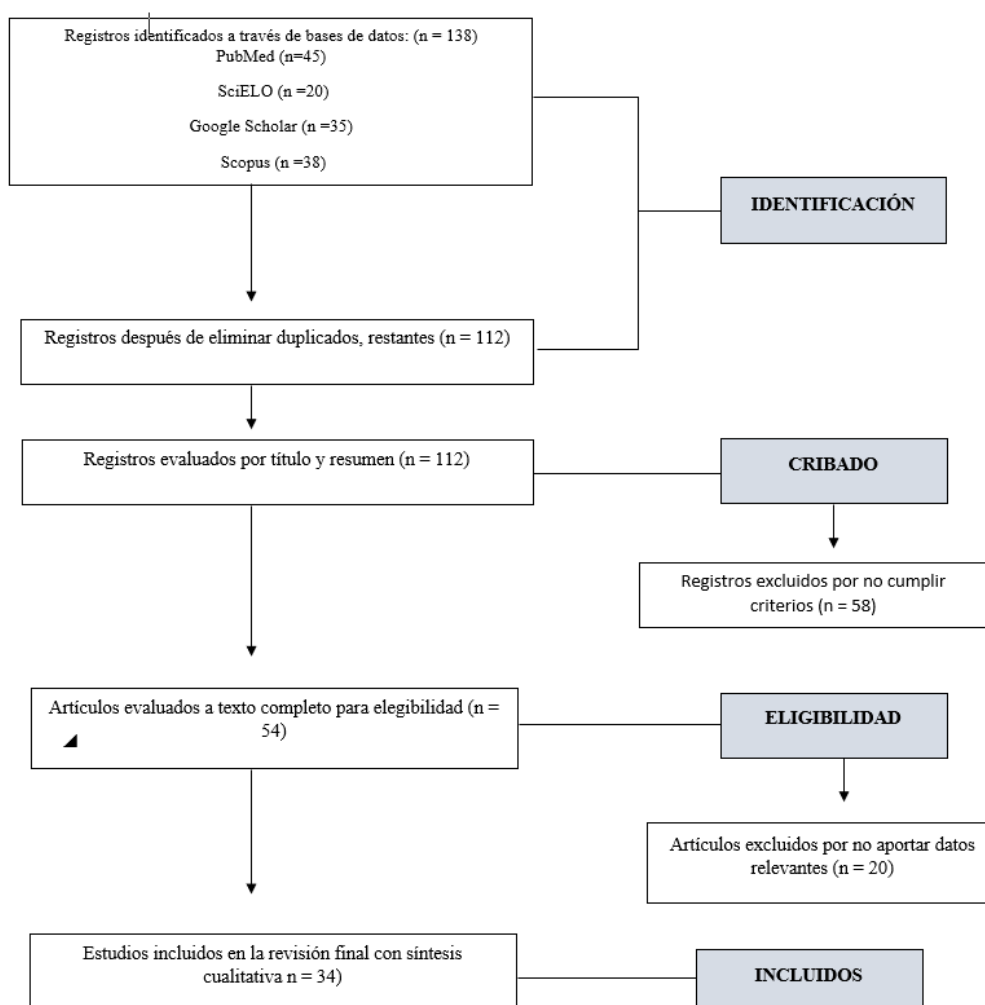 Registros identificados a través de bases de datos: (n = 138)
PubMed (n=45)
SciELO (n =20)
Google Scholar (n =35)
Scopus (n =38)
IDENTIFICACIÓN
Registros después de eliminar duplicados, restantes (n = 112)
Registros evaluados por título y resumen (n = 112)
CRIBADO
Registros excluidos por no cumplir
criterios (n = 58)
Artículos evaluados a texto completo para elegibilidad (n =
54)
ELIGIBILIDAD
Artículos excluidos por no aportar datos
relevantes (n = 20)
Estudios incluidos en la revisión final con síntesis
cualitativa n = 34)
INCLUIDOS